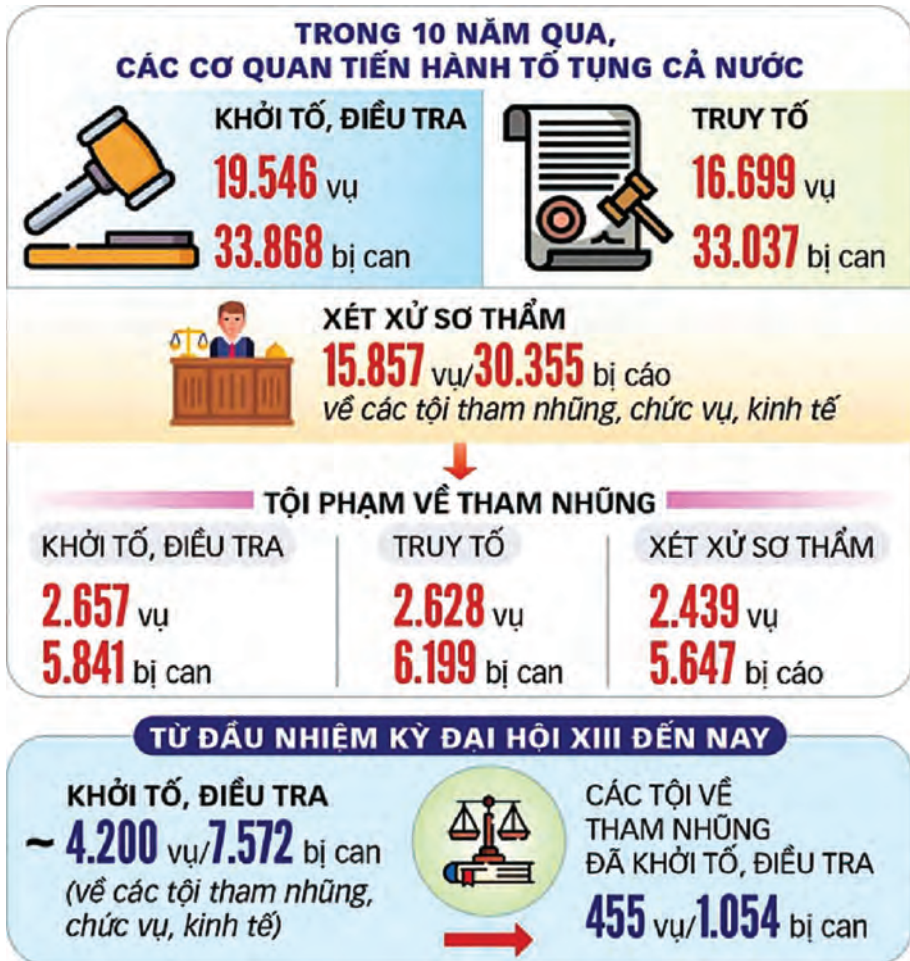 TRONG 10 NĂM QUA,
CÁC CƠ QUAN TIẾN HÀNH TỐ TỤNG CẢ NƯỚC
KHỞI TỐ, ĐIỀU TRA
19.546 vụ
33.868 bị can
TRUY TỐ
16.699 vụ
33.037 bị can
XÉT XỬ SƠ THẨM
15.857 vụ/30.355 bị cáo
về các tội tham nhũng, chức vụ, kinh tế
TỘI PHẠM VỀ THAM NHŨNG
KHỞI TỐ, ĐIỀU TRA
2.657 vụ
5.841 bị can
TRUY TỐ
2.628 vụ
6.199 bị can
XÉT XỬ SƠ THẨM
2.439 vụ
5.647 bị cáo
TỪ ĐẦU NHIỆM KỲ ĐẠI HỘI XIII ĐẾN NAY
KHỞI TỐ, ĐIỀU TRA
~ 4.200 vụ/7.572 bị can
(về các tội tham nhũng,
chức vụ, kinh tế)
CÁC TỘI VỀ
THAM NHŨNG
ĐÃ KHỞI TỐ, ĐIỀU TRA
455 vụ/1.054 bị can